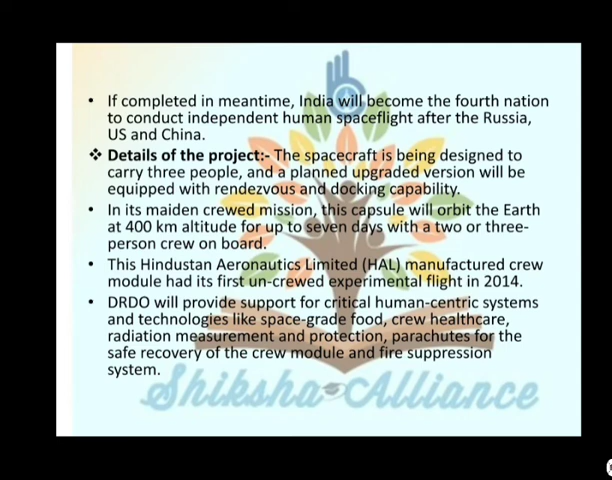 • If completed in meantime, India will become the fourth nation
to conduct independent human spaceflight after the Russia,
US and China.
❖ Details of the project:- The spacecraft is being designed to
carry three people, and a planned upgraded version will be
equipped with rendezvous and docking capability.
• In its maiden crewed mission, this capsule will orbit the Earth
at 400 km altitude for up to seven days with a two or three-
person crew on board.
• This Hindustan Aeronautics Limited (HAL) manufactured crew
module had its first un-crewed experimental flight in 2014.
• DRDO will provide support for critical human-centric systems
and technologies like space-grade food, crew healthcare,
radiation measurement and protection, parachutes for the
safe recovery of the crew module and fire suppression
system.
Shiksha Alliance